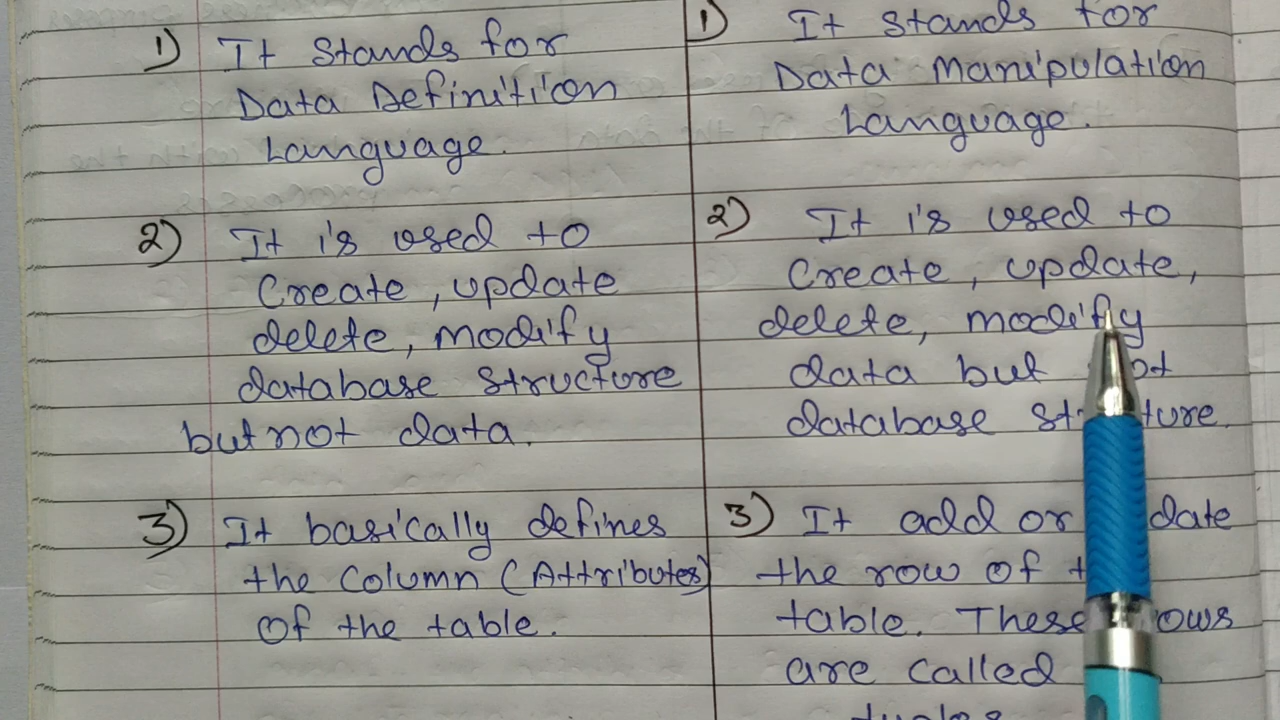 1) It stands for
Data Definition
Language.
2) It is used to
Create, update
delete, modify
database structure
but not data.
3) It basically defines
the column (Attributes)
of the table.
1) It stands for
Data Manipulation
Language.
2) It is used to
Create, update,
delete, modify
data but
database
3) It add or
the row of
table. These
are called